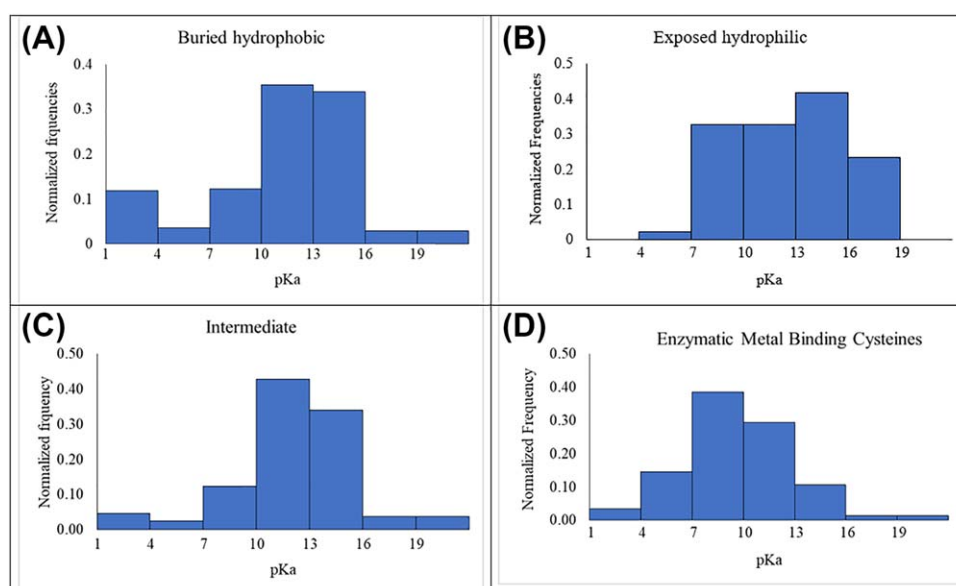 (A)
Buried hydrophobic
Normalized friquencies
0.4
0.3
0.2
0.1
0
1 4 7 10 13 16 19
pKa
(B)
Exposed hydrophilic
Normalized Frequencies
0.5
0.4
0.3
0.2
0.1
0
1 4 7 10 13 16 19
pKa
(C)
Intermediate
Normalized friquency
0.50
0.40
0.30
0.20
0.10
0.00
1 4 7 10 13 16 19
pKa
(D)
Enzymatic Metal Binding Cysteines
Normalized Frequency
0.50
0.40
0.30
0.20
0.10
0.00
1 4 7 10 13 16 19
pKa